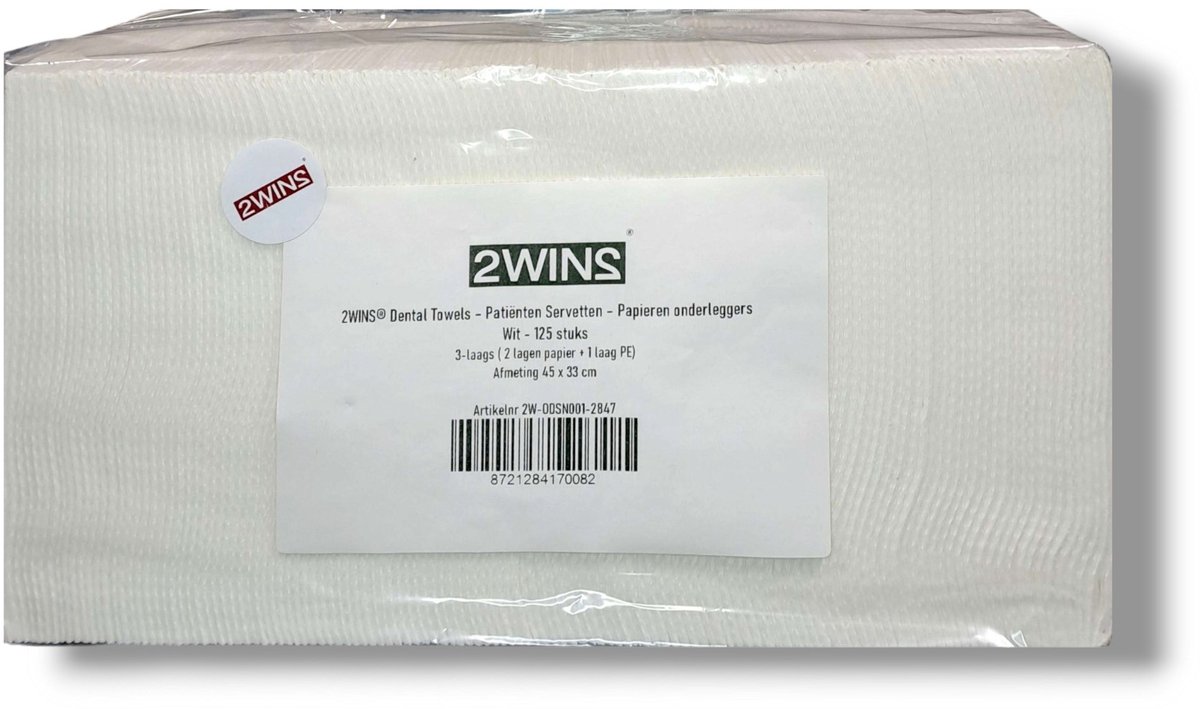 2WINS®
2WINS®
2WINS® Dental Towels - Patiënten Servetten - Papieren onderleggers
Wit - 125 stuks
3-laags ( 2 lagen papier + 1 laag PE)
Afmeting 45 x 33 cm
Artikelnr 2W-ODSN001-2847
8721284170082